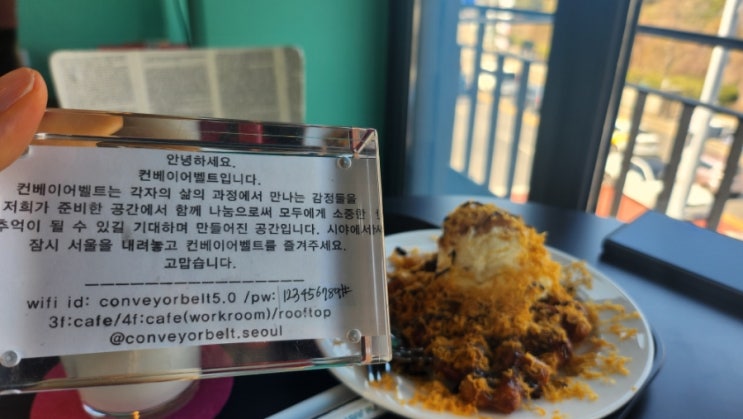 안녕하세요.
컨베이어벨트입니다.
컨베이어벨트는 각자의 삶의 과정에서 만나는 감정들을
저희가 준비한 공간에서 함께 나눔으로써 모두에게 소중한 한
추억이 될 수 있길 기대하며 만들어진 공간입니다. 시야에서
잠시 서울을 내려놓고 컨베이어벨트를 즐겨주세요.
고맙습니다.
wifi id: conveyorbelt5.0 /pw: 123456789#
3f:cafe/4f:cafe(workroom)/rooftop
@conveyorbelt.seoul